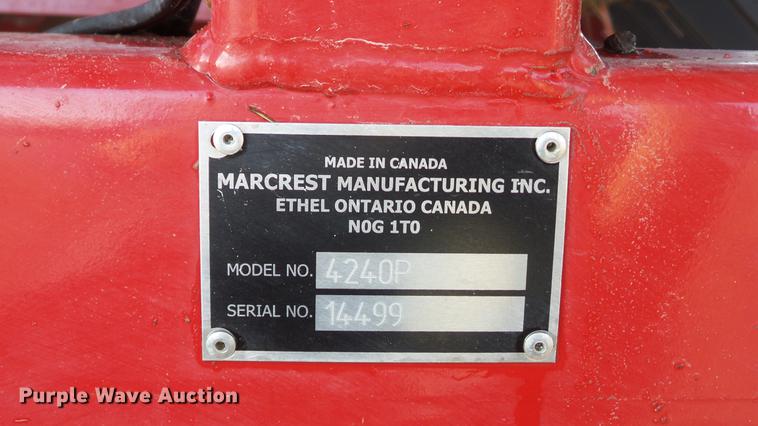 MADE IN CANADA
MARCREST MANUFACTURING INC.
ETHEL ONTARIO CANADA
N0G 1T0
MODEL NO. 4240P
SERIAL NO. 14499
Purple Wave Auction